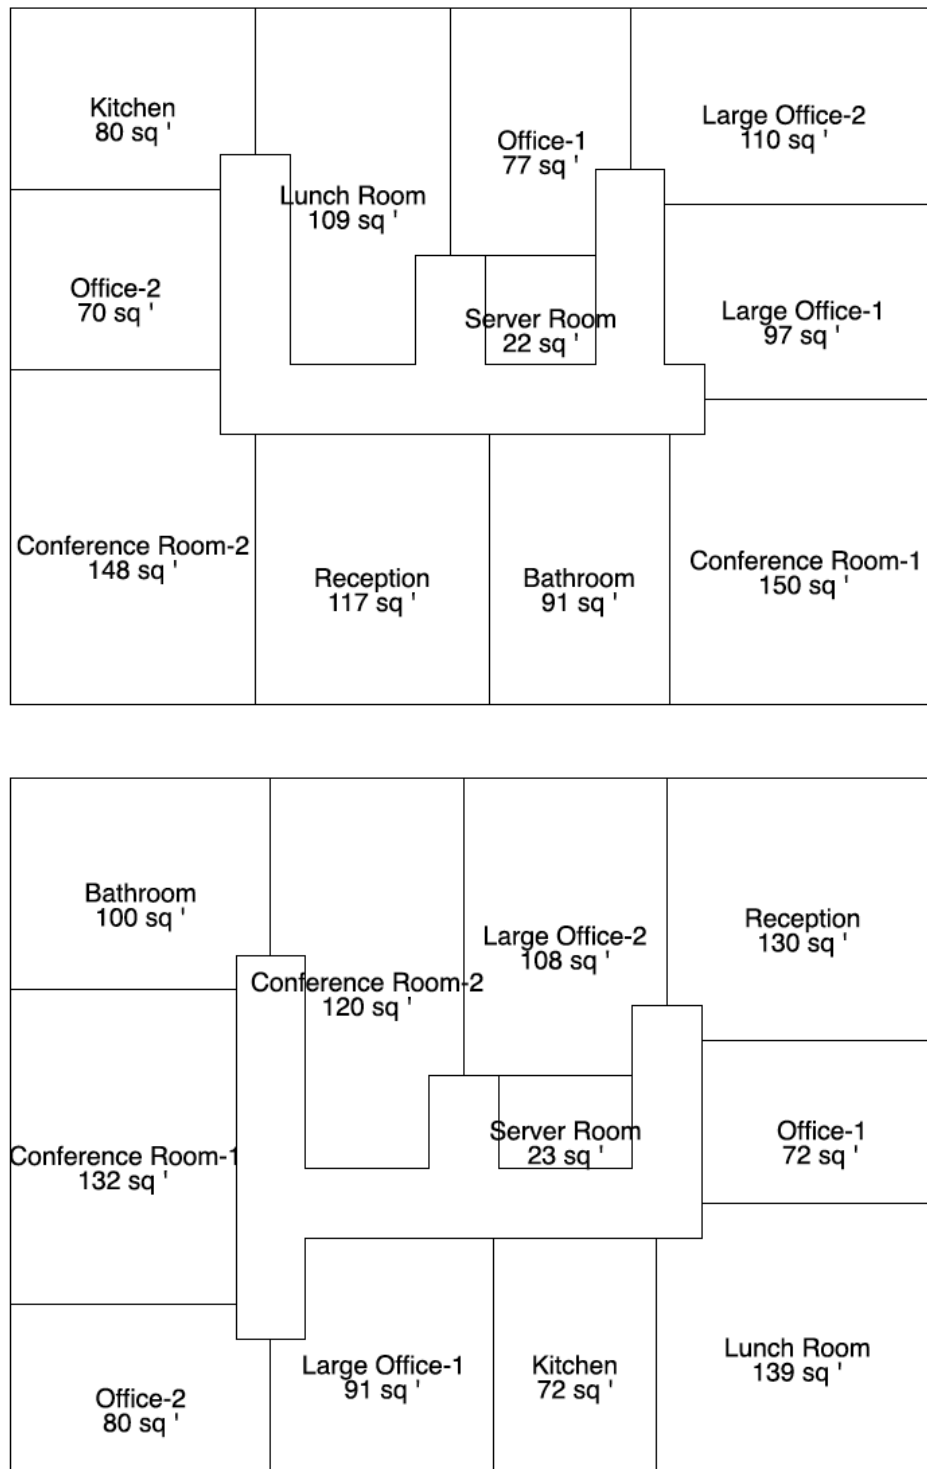 Kitchen
80 sq '
Lunch Room
109 sq '
Office-1
77 sq '
Large Office-2
110 sq '
Office-2
70 sq '
Server Room
22 sq '
Large Office-1
97 sq '
Conference Room-2
148 sq '
Reception
117 sq '
Bathroom
91 sq '
Conference Room-1
150 sq '
Bathroom
100 sq '
Conference Room-2
120 sq '
Large Office-2
108 sq '
Reception
130 sq '
Conference Room-1
132 sq '
Server Room
23 sq '
Office-1
72 sq '
Office-2
80 sq '
Large Office-1
91 sq '
Kitchen
72 sq '
Lunch Room
139 sq '